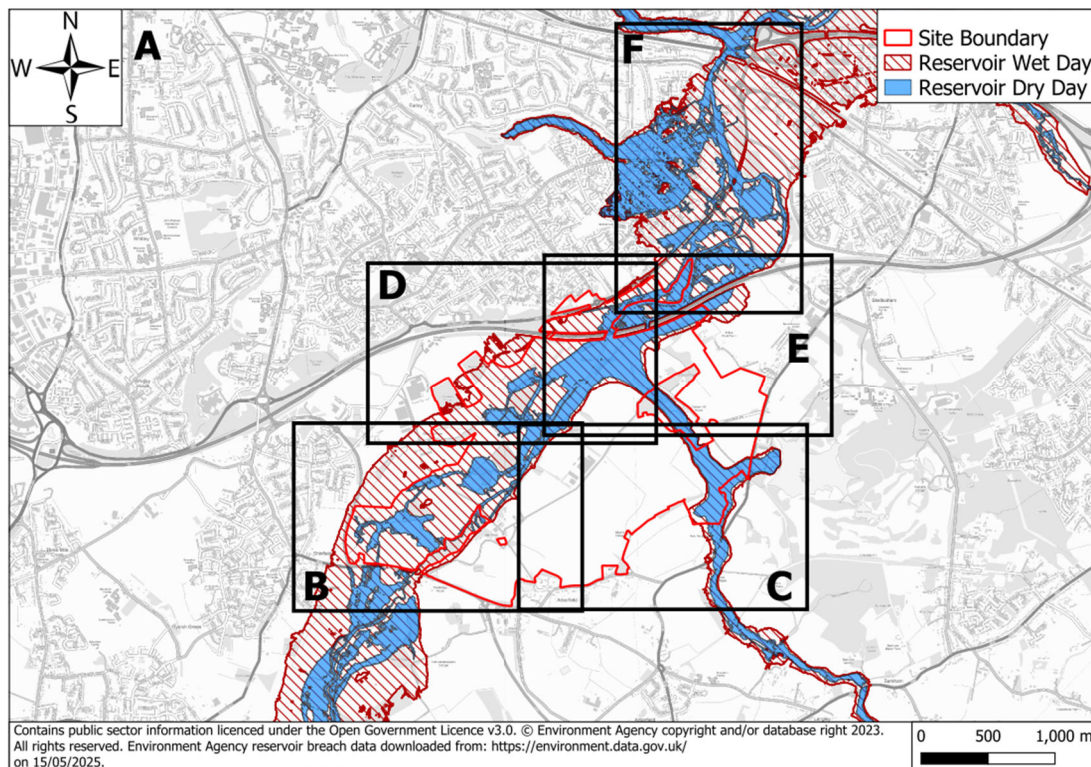 N
W E
S
A
F
Site Boundary
Reservoir Wet Day
Reservoir Dry Day
D
E
B
C
Contains public sector information licenced under the Open Government Licence v3.0. © Environment Agency copyright and/or database right 2023.
All rights reserved. Environment Agency reservoir breach data downloaded from: https://environment.data.gov.uk/
on 15/05/2025.
0 500 1,000 m